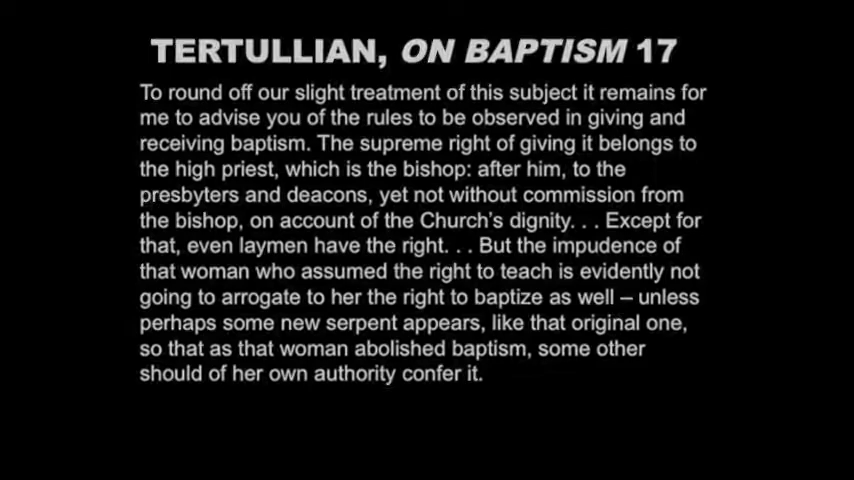 TERTULLIAN, ON BAPTISM 17
To round off our slight treatment of this subject it remains for
me to advise you of the rules to be observed in giving and
receiving baptism. The supreme right of giving it belongs to
the high priest, which is the bishop: after him, to the
presbyters and deacons, yet not without commission from
the bishop, on account of the Church's dignity. . . Except for
that, even laymen have the right. . . But the impudence of
that woman who assumed the right to teach is evidently not
going to arrogate to her the right to baptize as well – unless
perhaps some new serpent appears, like that original one,
so that as that woman abolished baptism, some other
should of her own authority confer it.